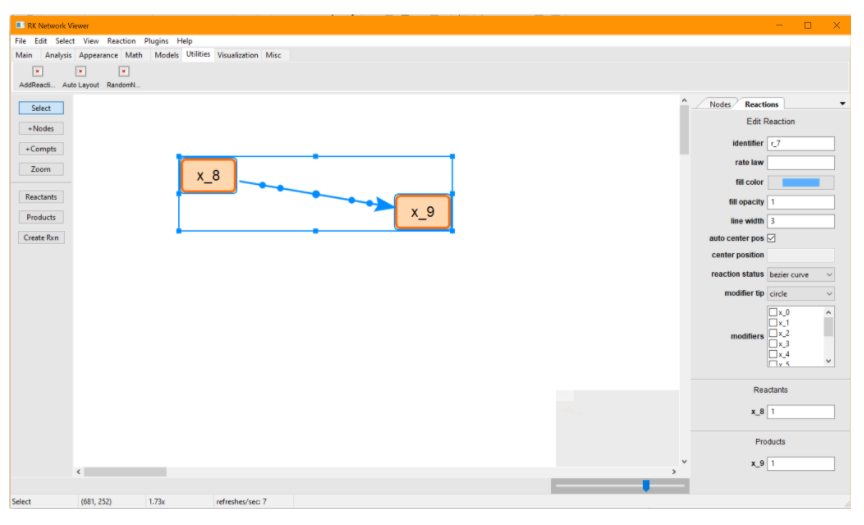 RK Network Viewer
File Edit Select View Reaction Plugins Help
Main Analysis Appearance Math Models Utilities Visualization Misc
AddReacti... Auto Layout RandomN...
Select
+Nodes
+Compts
Zoom
Reactants
Products
Create Rxn
x_8
x_9
Nodes Reactions
Edit Reaction
identifier r_7
rate law
fill color
fill opacity 1
line width 3
auto center pos
center position
reaction status bezier curve
modifier tip circle
modifiers
x_0
x_1
x_2
x_3
x_4
x_5
Reactants
x_8 1
Products
x_9 1
Select (681, 252) 1.73x refreshes/sec: 7